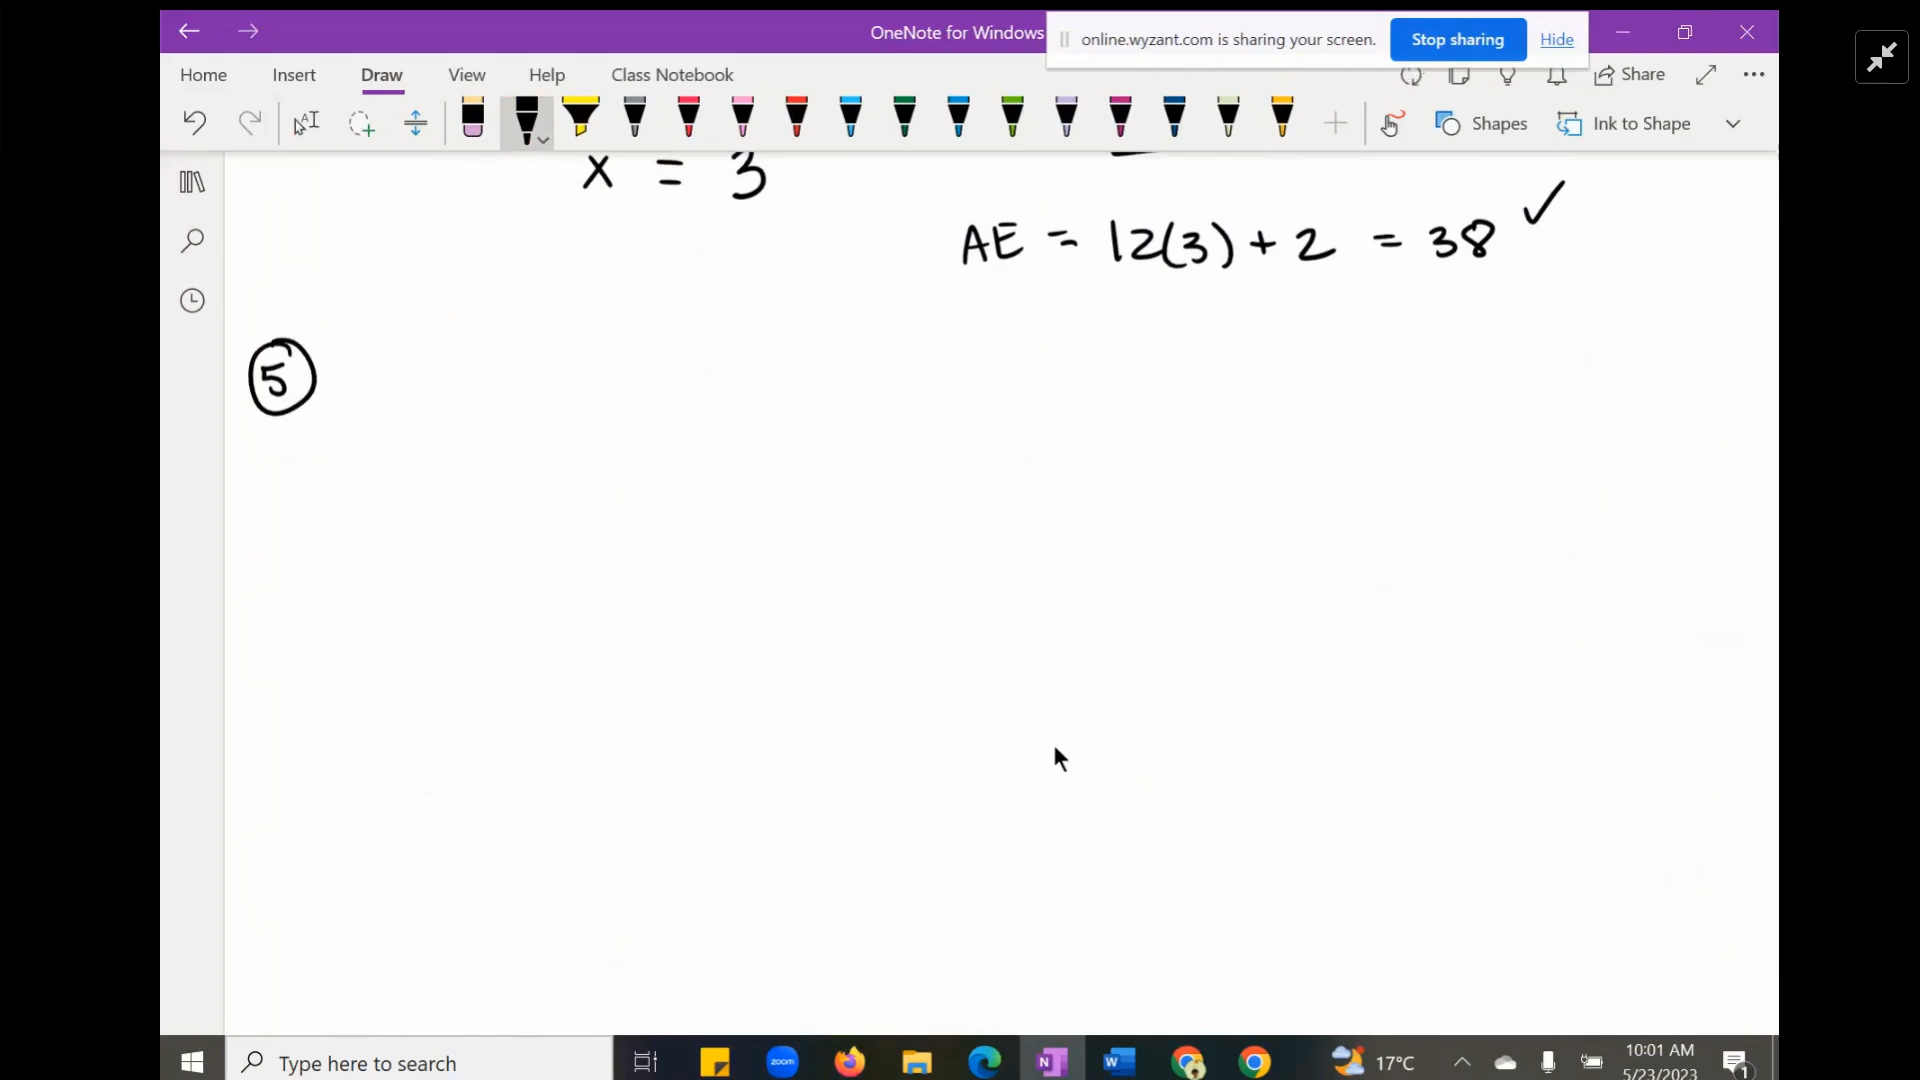 OneNote for Windows
online.wyzant.com is sharing your screen. Stop sharing Hide
Home Insert Draw View Help Class Notebook Share
Shapes Ink to Shape
x = 3
AE = 12(3) + 2 = 38 ✓
5
Type here to search
zoom
N
W
17°C
10:01 AM
5/23/2023
1